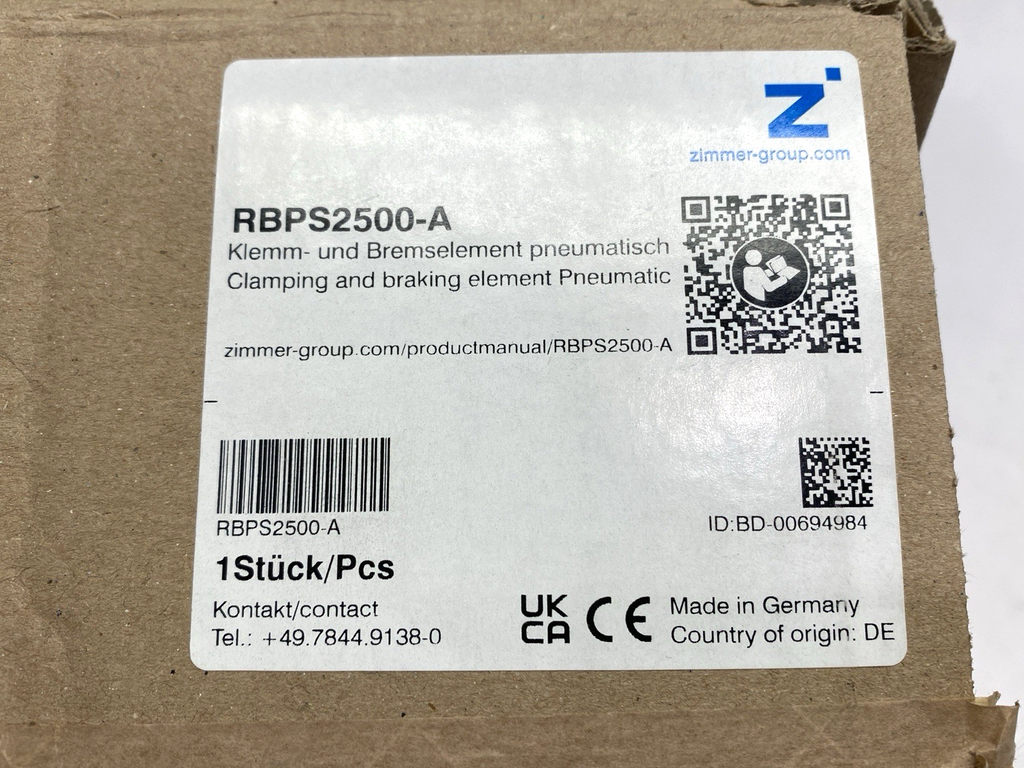 Z
zimmer-group.com
RBPS2500-A
Klemm- und Bremselement pneumatisch
Clamping and braking element Pneumatic
zimmer-group.com/productmanual/RBPS2500-A
RBPS2500-A
ID:BD-00694984
1Stück/Pcs
Kontakt/contact
Tel.: +49.7844.9138-0
UK
CA
CE
Made in Germany
Country of origin: DE